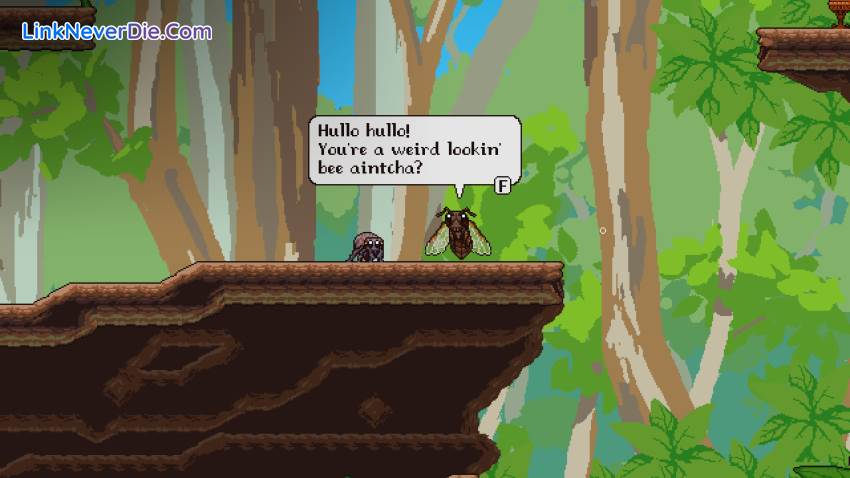 LinkNeverDie.Com
Hullo hullo!
You're a weird lookin'
bee aintcha?
F